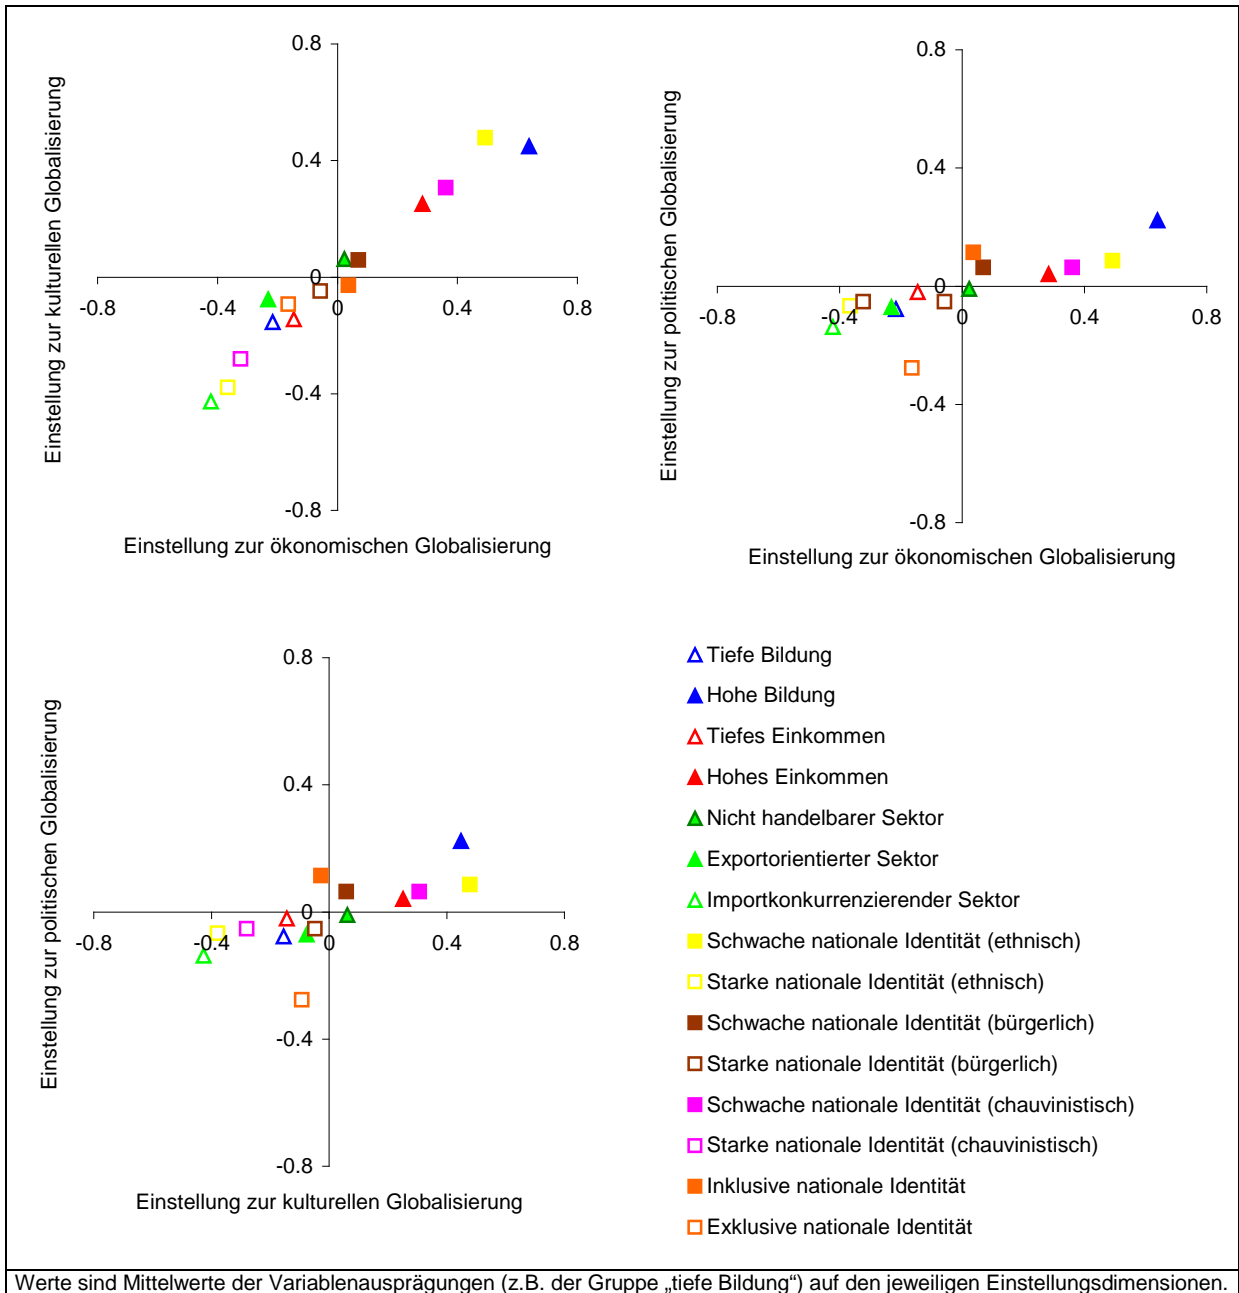 0.8
0.4
0
-0.4
-0.8
-0.8
-0.4
0
0.4
0.8
Einstellung zur kulturellen Globalisierung
Einstellung zur ökonomischen Globalisierung
0.8
0.4
0
-0.4
-0.8
-0.8
-0.4
0
0.4
0.8
Einstellung zur politischen Globalisierung
Einstellung zur ökonomischen Globalisierung
0.8
0.4
0
-0.4
-0.8
-0.8
-0.4
0
0.4
0.8
Einstellung zur politischen Globalisierung
Einstellung zur kulturellen Globalisierung
Tiefe Bildung
Hohe Bildung
Tiefes Einkommen
Hohes Einkommen
Nicht handelbarer Sektor
Exportorientierter Sektor
Importkonkurrenzierender Sektor
Schwache nationale Identität (ethnisch)
Starke nationale Identität (ethnisch)
Schwache nationale Identität (bürgerlich)
Starke nationale Identität (bürgerlich)
Schwache nationale Identität (chauvinistisch)
Starke nationale Identität (chauvinistisch)
Inklusive nationale Identität
Exklusive nationale Identität
Werte sind Mittelwerte der Variablenausprägungen (z.B. der Gruppe „tiefe Bildung“) auf den jeweiligen Einstellungsdimensionen.